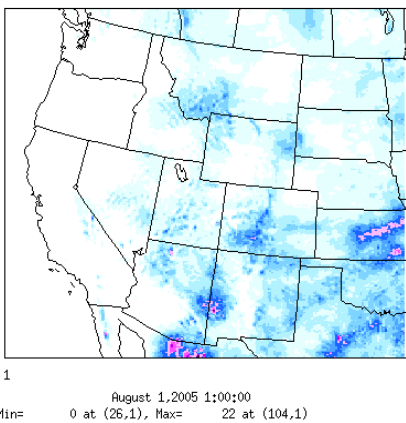 1
August 1,2005 1:00:00
Min= 0 at (26,1), Max= 22 at (104,1)